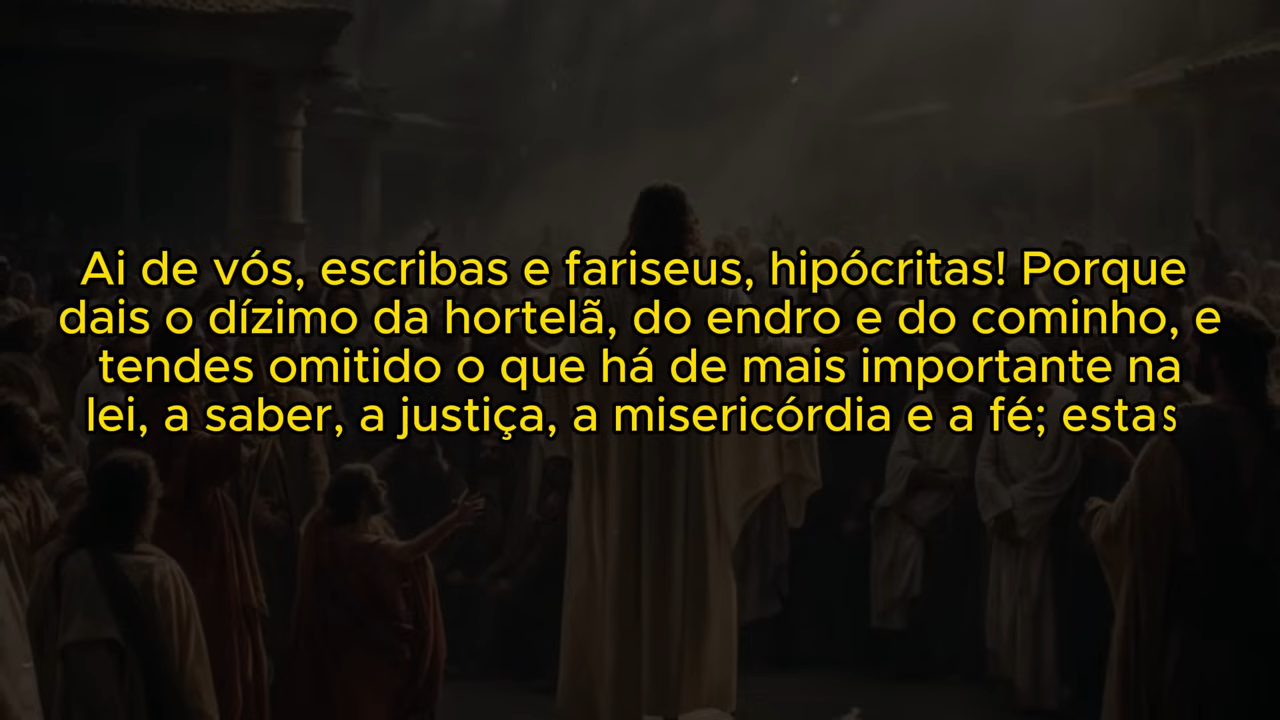 Ai de vós, escribas e fariseus, hipócritas! Porque
dais o dízimo da hortelã, do endro e do cominho, e
tendes omitido o que há de mais importante na
lei, a saber, a justiça, a misericórdia e a fé; estas